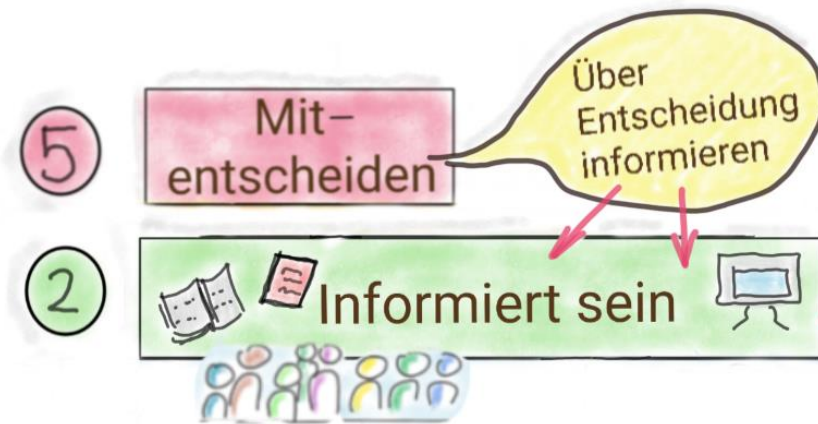 5
Mit-
entscheiden
Über
Entscheidung
informieren
2
Informiert sein